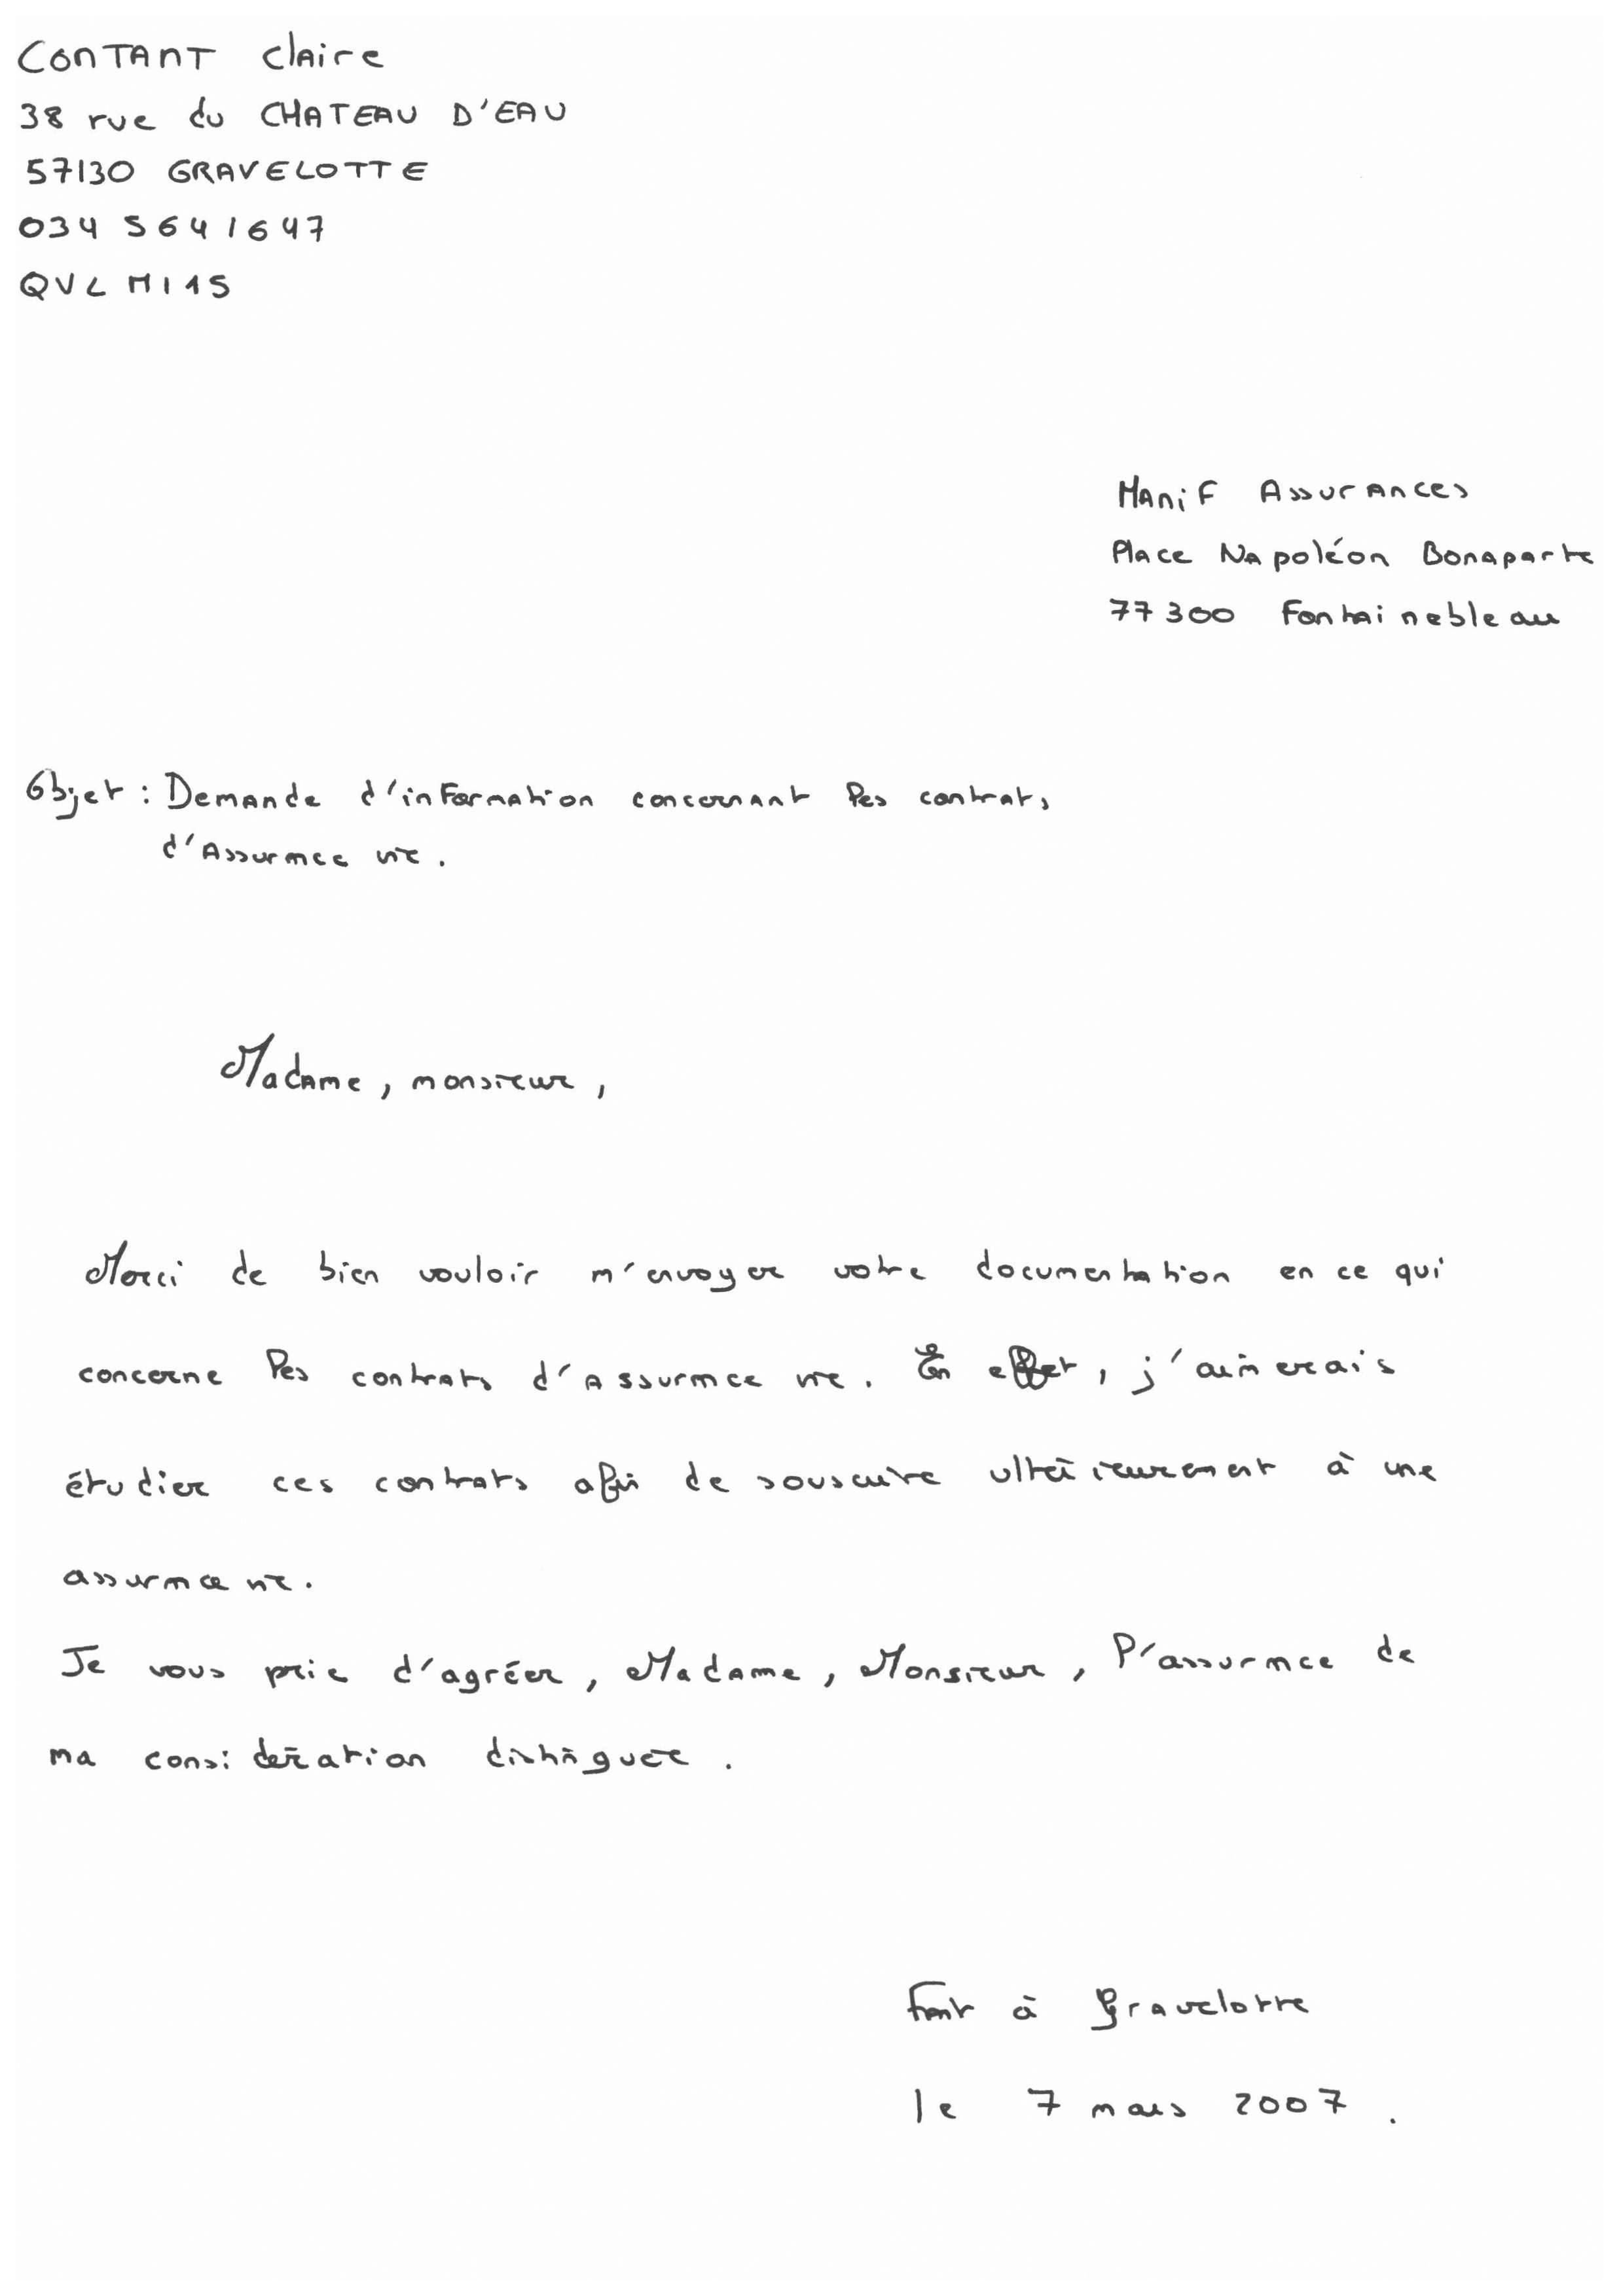 CONTANT Claire
38 rue du CHATEAU D'EAU
57130 GRAVELOTTE
034 5641647
QVLMI15
Manif Assurances
Place Napoléon Bonaparte
77300 Fontainebleau
Objet : Demande d'information concernant les contrats
d'Assurance vie.
Madame, monsieur,
Merci de bien vouloir m'envoyer votre documentation en ce qui
concerne les contrats d'assurance vie. En effet, j'aimerais
étudier ces contrats afin de souscrire ultérieurement à une
assurance vie.
Je vous prie d'agréer, Madame, Monsieur, l'assurance de
ma considération distinguée.
Fait à Gravelotte
le 7 mars 2007.